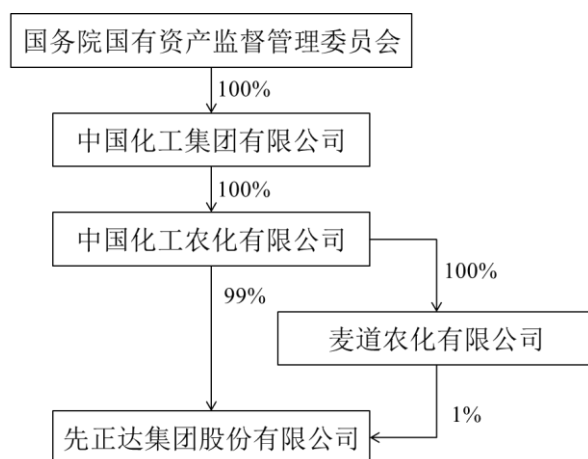 国务院国有资产监督管理委员会
100%
中国化工集团有限公司
100%
中国化工农化有限公司
100%
99%
麦道农化有限公司
1%
先正达集团股份有限公司